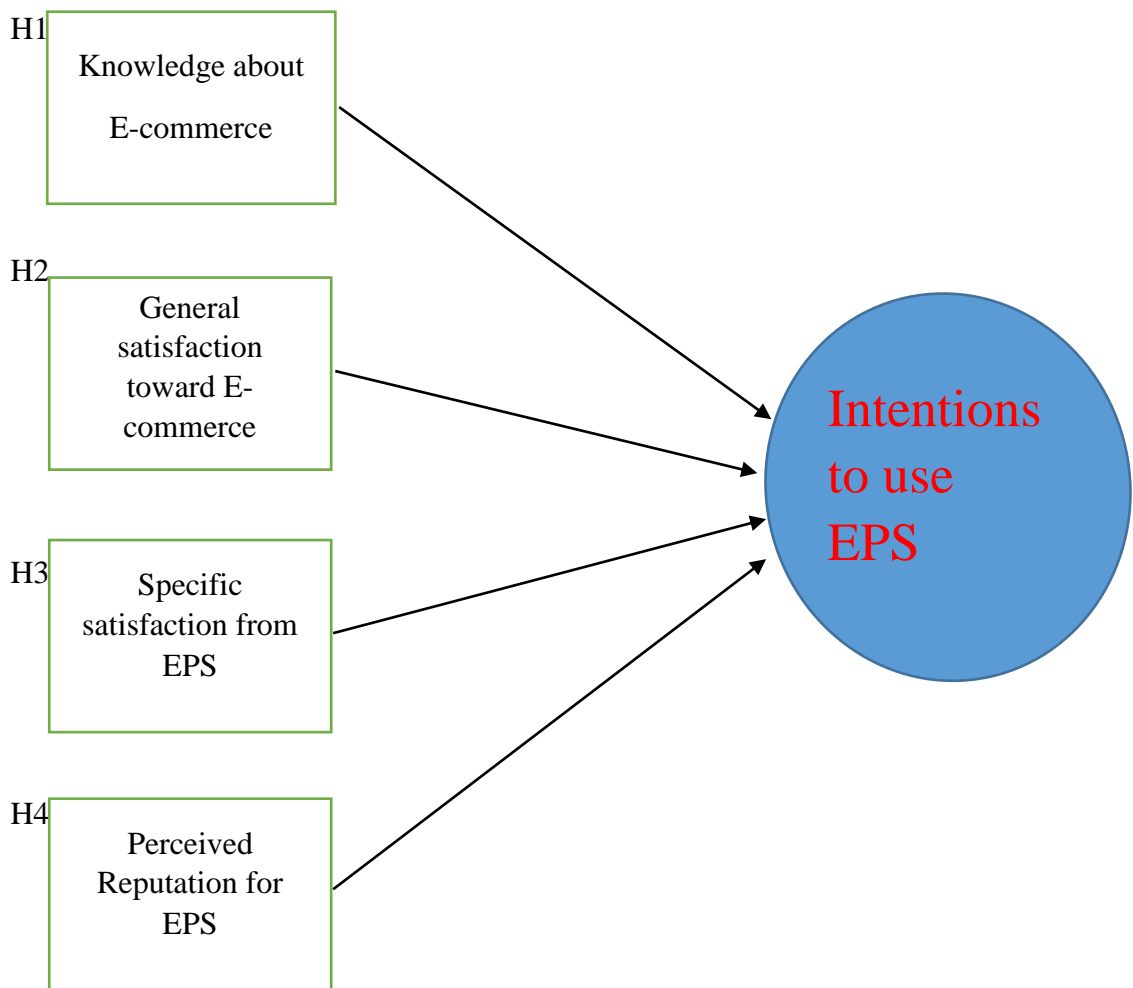 H1
Knowledge about
E-commerce
H2
General
satisfaction
toward E-
commerce
H3
Specific
satisfaction from
EPS
H4
Perceived
Reputation for
EPS
Intentions
to use
EPS